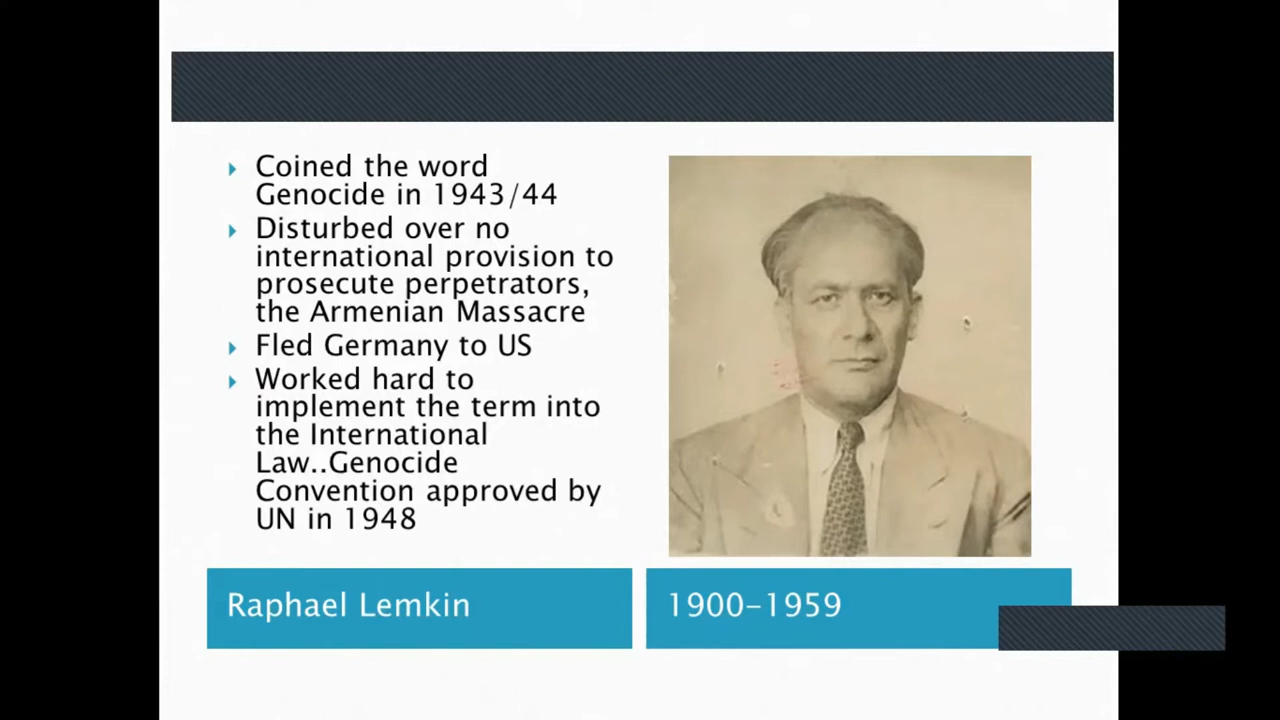 Coined the word
Genocide in 1943/44
Disturbed over no
international provision to
prosecute perpetrators,
the Armenian Massacre
Fled Germany to US
Worked hard to
implement the term into
the International
Law..Genocide
Convention approved by
UN in 1948
Raphael Lemkin
1900-1959